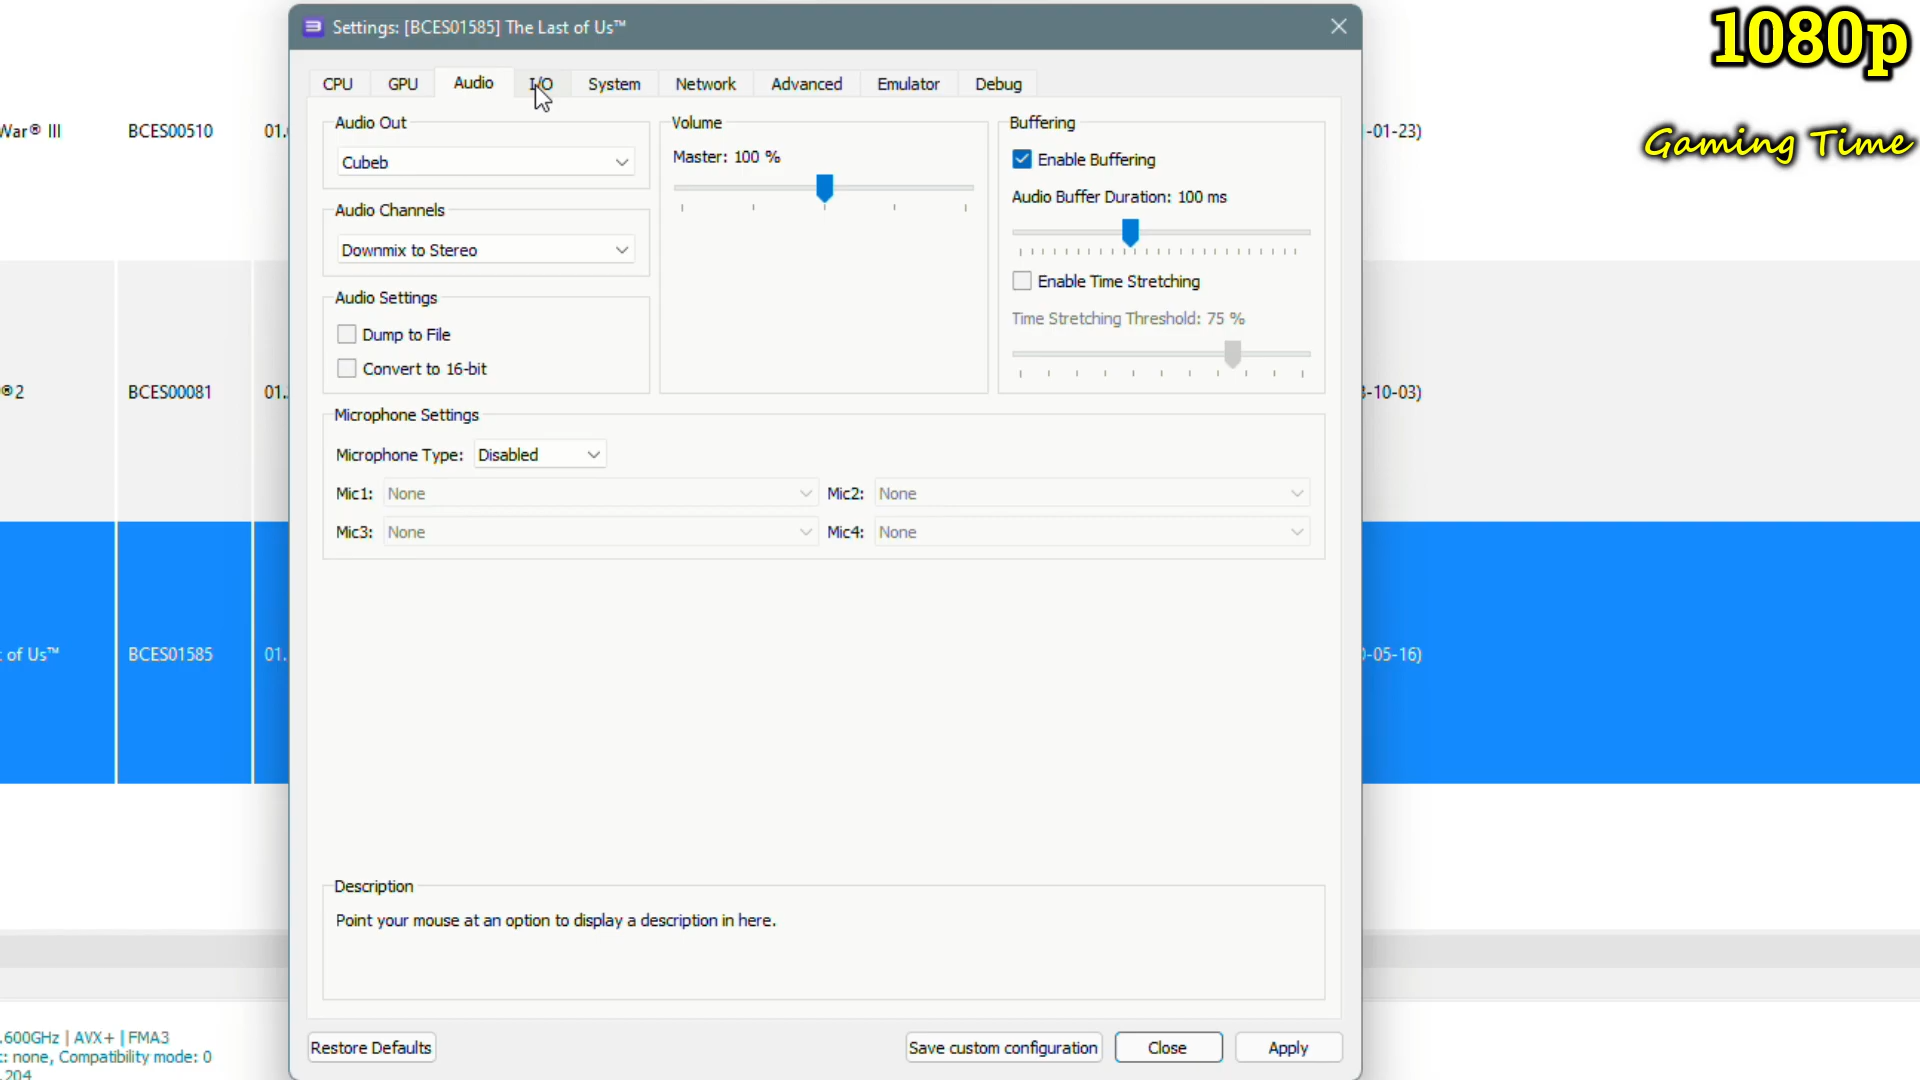 1080p
Gaming Time
Settings: [BCES01585] The Last of Us™
CPU GPU Audio I/O System Network Advanced Emulator Debug
War® III BCES00510 01. -01-23)
®2 BCES00081 01. -10-03)
of Us™ BCES01585 01. -05-16)
Audio Out
Cubeb
Audio Channels
Downmix to Stereo
Audio Settings
Dump to File
Convert to 16-bit
Volume
Master: 100 %
Buffering
Enable Buffering
Audio Buffer Duration: 100 ms
Enable Time Stretching
Time Stretching Threshold: 75 %
Microphone Settings
Microphone Type: Disabled
Mic1: None Mic2: None
Mic3: None Mic4: None
Description
Point your mouse at an option to display a description in here.
Restore Defaults Save custom configuration Close Apply
.600GHz | AVX+ | FMA3
: none, Compatibility mode: 0
.204